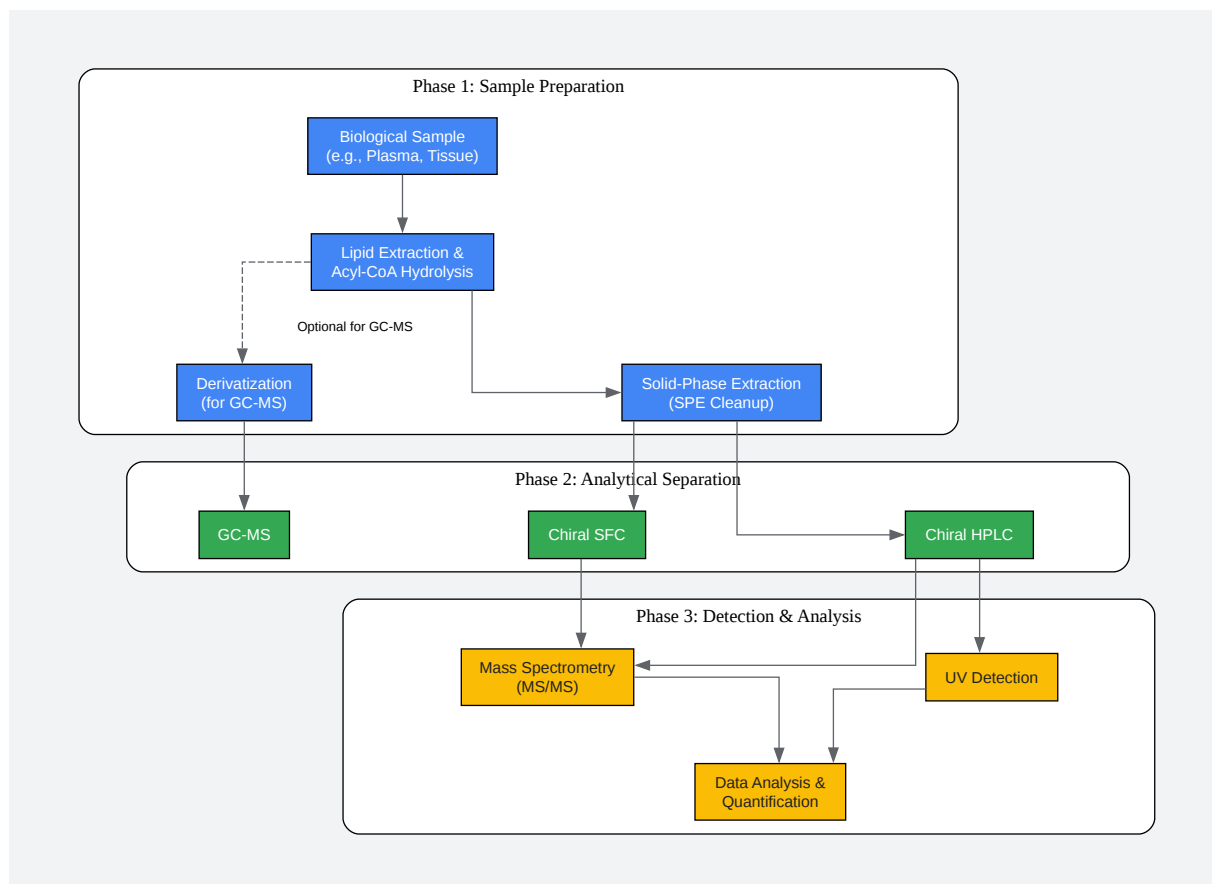 Phase 1: Sample Preparation
Biological Sample
(e.g., Plasma, Tissue)
Lipid Extraction &
Acyl-CoA Hydrolysis
Optional for GC-MS
Derivatization
(for GC-MS)
Solid-Phase Extraction
(SPE Cleanup)
Phase 2: Analytical Separation
GC-MS
Chiral SFC
Chiral HPLC
Phase 3: Detection & Analysis
Mass Spectrometry
(MS/MS)
UV Detection
Data Analysis &
Quantification